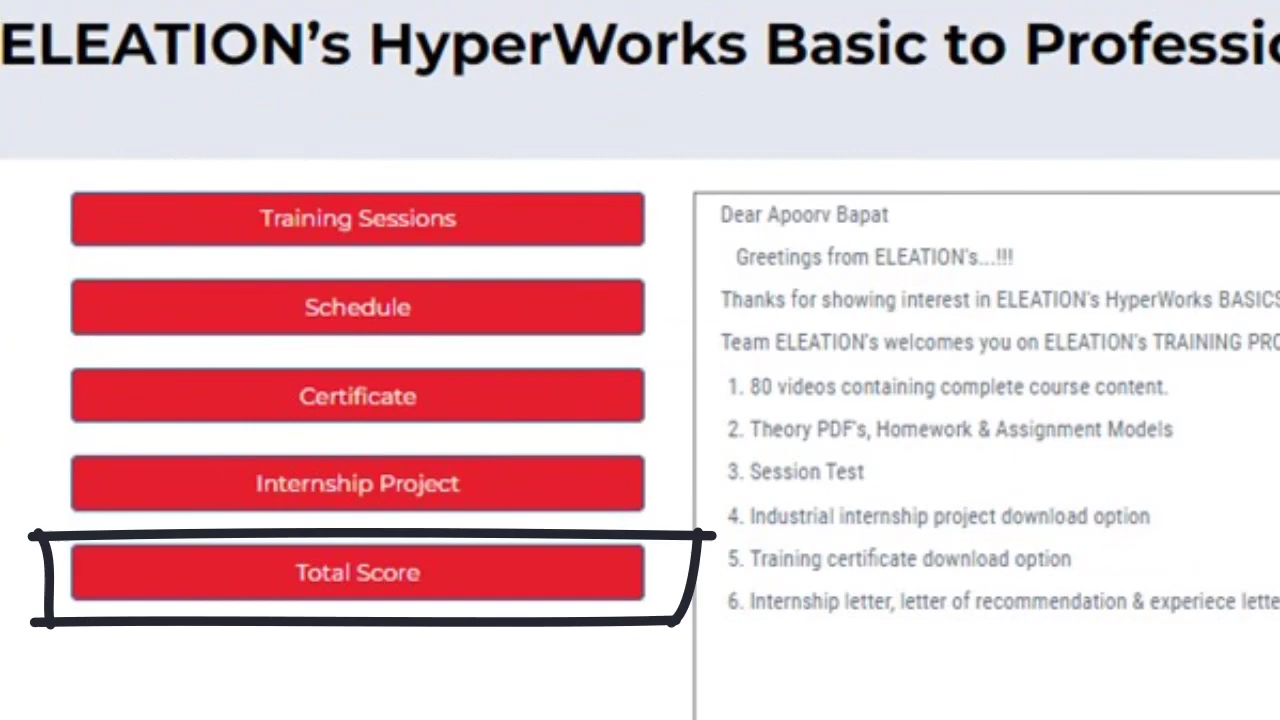 ELEATION’s HyperWorks Basic to
Training Sessions
Schedule
Certificate
Internship Project
Total Score
Dear Apoorv Bapat
Greetings from ELEATION's...!!!
Thanks for showing interest in ELEATION's HyperWorks BASICS
Team ELEATION's welcomes you on ELEATION's TRAINING
1. 80 videos containing complete course content.
2. Theory PDF's, Homework & Assignment Models
3. Session Test
4. Industrial internship project download option
5. Training certificate download option
6. Internship letter, letter of recommendation & experiece